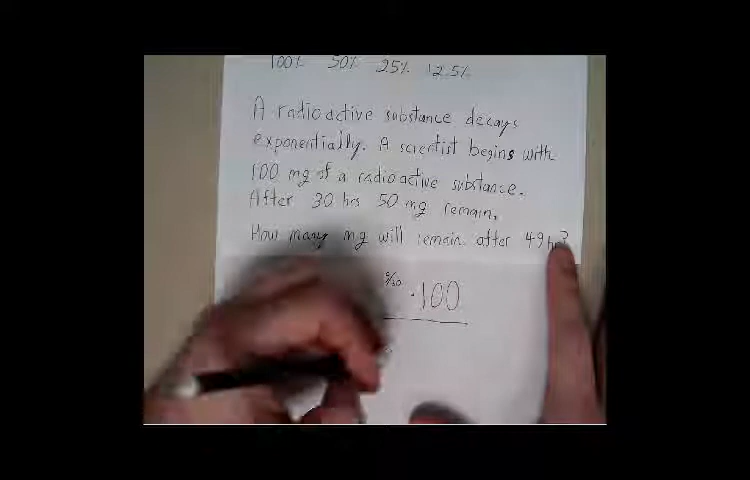 100% 50% 25% 12.5%
A radioactive substance decays
exponentially. A scientist begins with
100 mg of a radioactive substance.
After 30 hrs 50 mg remain.
How many mg will remain after 49 hr?
·100